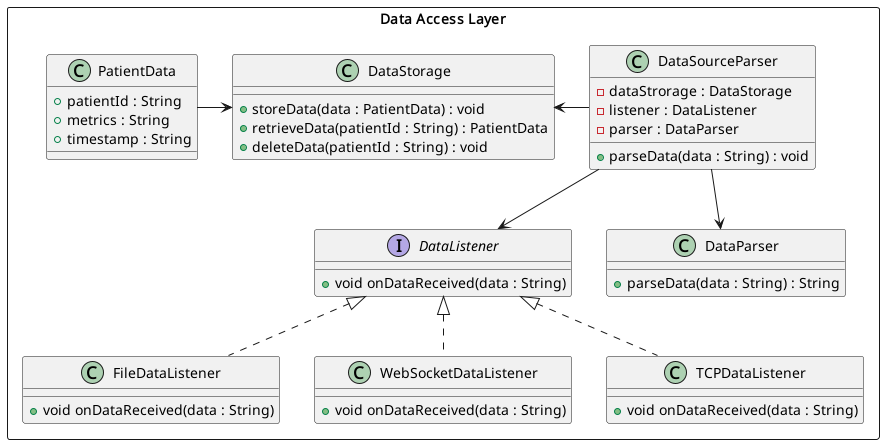 Data Access Layer
C PatientData
patientId : String
metrics : String
timestamp : String
C DataStorage
storeData(data : PatientData) : void
retrieveData(patientId : String) : PatientData
deleteData(patientId : String) : void
C DataSourceParser
dataStrorage : DataStorage
listener : DataListener
parser : DataParser
parseData(data : String) : void
I DataListener
void onDataReceived(data : String)
C DataParser
parseData(data : String) : String
C FileDataListener
void onDataReceived(data : String)
C WebSocketDataListener
void onDataReceived(data : String)
C TCPDataListener
void onDataReceived(data : String)